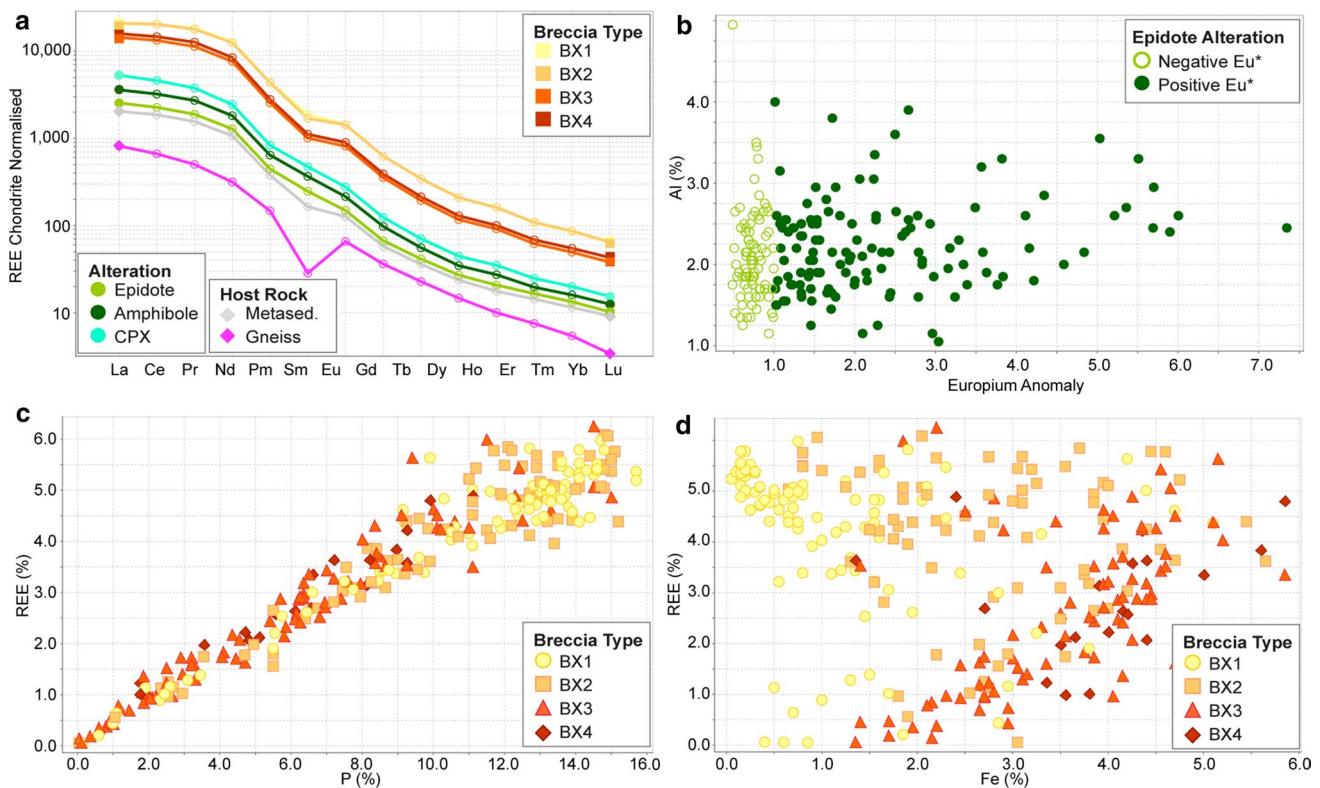 a
REE Chondrite Normalised
10,000
1,000
100
10
La Ce Pr Nd Pm Sm Eu Gd Tb Dy Ho Er Tm Yb Lu
Breccia Type
BX1
BX2
BX3
BX4
Alteration
Epidote
Amphibole
CPX
Host Rock
Metased.
Gneiss
b
Al (%)
4.0
3.0
2.0
1.0
1.0 2.0 3.0 4.0 5.0 6.0 7.0
Europium Anomaly
Epidote Alteration
Negative Eu*
Positive Eu*
c
REE (%)
6.0
5.0
4.0
3.0
2.0
1.0
0.0
0.0 2.0 4.0 6.0 8.0 10.0 12.0 14.0 16.0
P (%)
Breccia Type
BX1
BX2
BX3
BX4
d
REE (%)
5.0
4.0
3.0
2.0
1.0
0.0
0.0 1.0 2.0 3.0 4.0 5.0 6.0
Fe (%)
Breccia Type
BX1
BX2
BX3
BX4